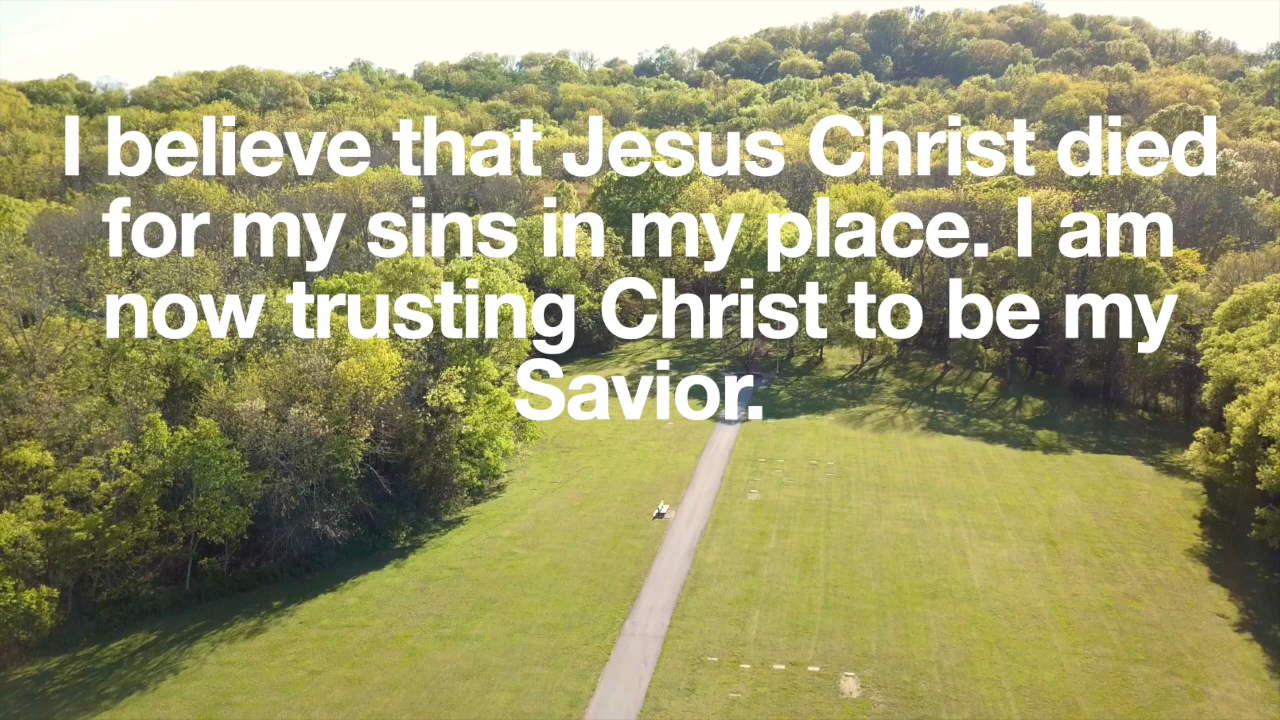 I believe that Jesus Christ died
for my sins in my place. I am
now trusting Christ to be my
Savior.